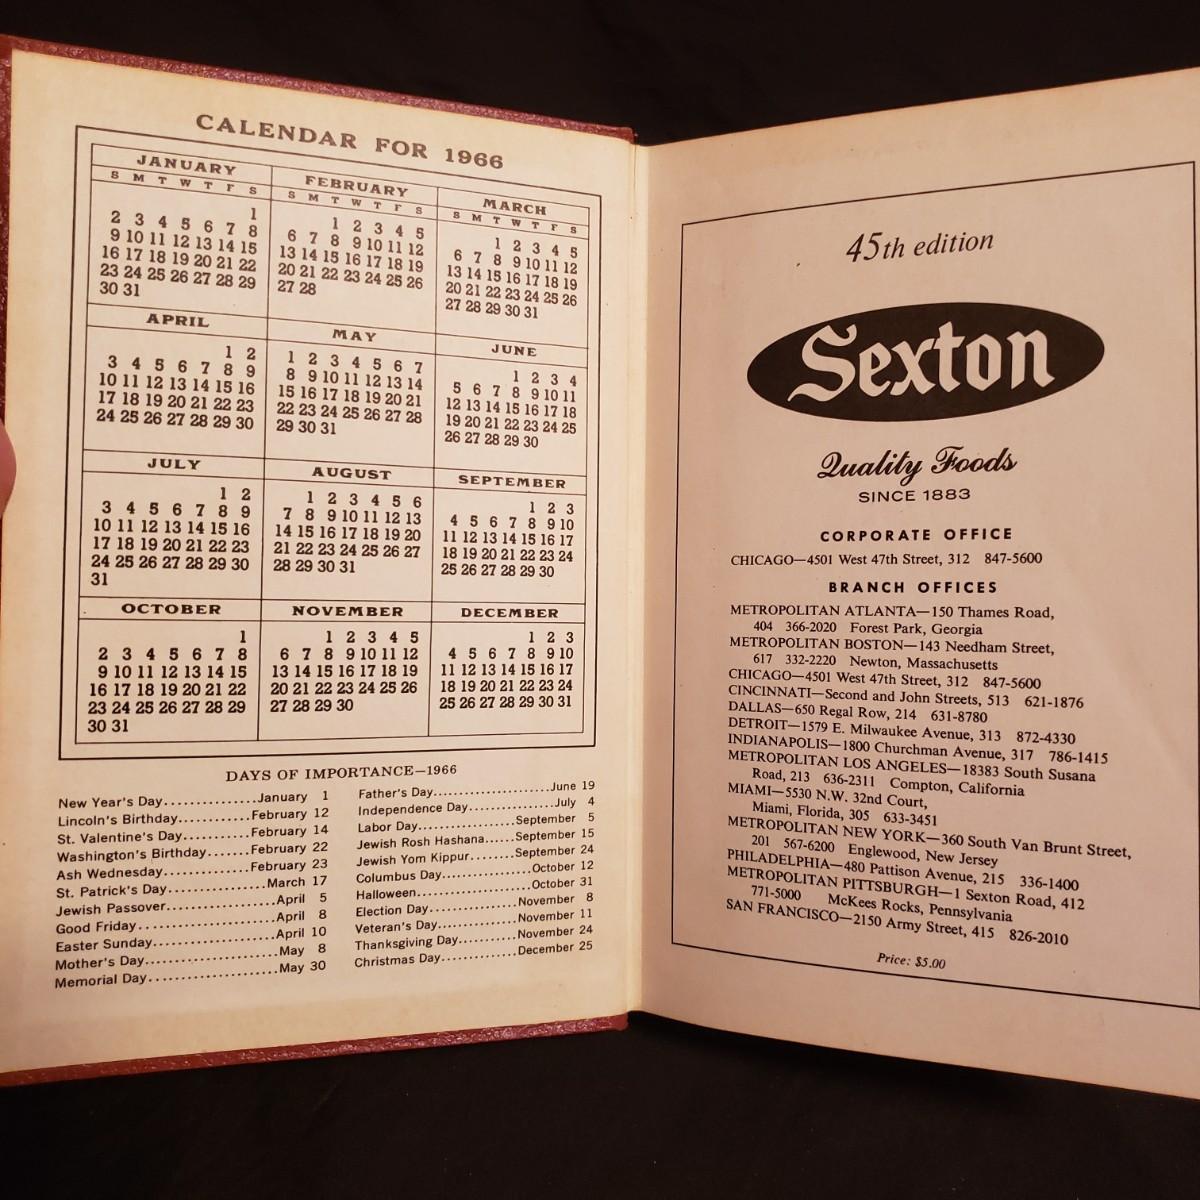 CALENDAR FOR 1966
JANUARY
S M T W T F S
1
2 3 4 5 6 7 8
9 10 11 12 13 14 15
16 17 18 19 20 21 22
23 24 25 26 27 28 29
30 31
FEBRUARY
S M T W T F S
1 2 3 4 5
6 7 8 9 10 11 12
13 14 15 16 17 18 19
20 21 22 23 24 25 26
27 28
MARCH
S M T W T F S
1 2 3 4 5
6 7 8 9 10 11 12
13 14 15 16 17 18 19
20 21 22 23 24 25 26
27 28 29 30 31
APRIL
1 2
3 4 5 6 7 8 9
10 11 12 13 14 15 16
17 18 19 20 21 22 23
24 25 26 27 28 29 30
MAY
1 2 3 4 5 6 7
8 9 10 11 12 13 14
15 16 17 18 19 20 21
22 23 24 25 26 27 28
29 30 31
JUNE
1 2 3 4
5 6 7 8 9 10 11
12 13 14 15 16 17 18
19 20 21 22 23 24 25
26 27 28 29 30
JULY
1 2
3 4 5 6 7 8 9
10 11 12 13 14 15 16
17 18 19 20 21 22 23
24 25 26 27 28 29 30
31
AUGUST
1 2 3 4 5 6
7 8 9 10 11 12 13
14 15 16 17 18 19 20
21 22 23 24 25 26 27
28 29 30 31
SEPTEMBER
1 2 3
4 5 6 7 8 9 10
11 12 13 14 15 16 17
18 19 20 21 22 23 24
25 26 27 28 29 30
OCTOBER
1
2 3 4 5 6 7 8
9 10 11 12 13 14 15
16 17 18 19 20 21 22
23 24 25 26 27 28 29
30 31
NOVEMBER
1 2 3 4 5
6 7 8 9 10 11 12
13 14 15 16 17 18 19
20 21 22 23 24 25 26
27 28 29 30
DECEMBER
1 2 3
4 5 6 7 8 9 10
11 12 13 14 15 16 17
18 19 20 21 22 23 24
25 26 27 28 29 30 31
DAYS OF IMPORTANCE—1966
New Year's Day..............January 1
Lincoln's Birthday...........February 12
St. Valentine's Day..........February 14
Washington's Birthday.......February 22
Ash Wednesday.............February 23
St. Patrick's Day...............March 17
Jewish Passover................April 5
Good Friday....................April 8
Easter Sunday..................April 10
Mother's Day....................May 8
Memorial Day...................May 30
Father's Day.....................June 19
Independence Day.............July 4
Labor Day................September 5
Jewish Rosh Hashana......September 15
Jewish Yom Kippur........September 24
Columbus Day................October 12
Halloween....................October 31
Election Day...............November 8
Veteran's Day..............November 11
Thanksgiving Day.........November 24
Christmas Day.............December 25
45th edition
Sexton
Quality Foods
SINCE 1883
CORPORATE OFFICE
CHICAGO—4501 West 47th Street, 312 847-5600
BRANCH OFFICES
METROPOLITAN ATLANTA—150 Thames Road,
404 366-2020 Forest Park, Georgia
METROPOLITAN BOSTON—143 Needham Street,
617 332-2220 Newton, Massachusetts
CHICAGO—4501 West 47th Street, 312 847-5600
CINCINNATI—Second and John Streets, 513 621-1876
DALLAS—650 Regal Row, 214 631-8780
DETROIT—1579 E. Milwaukee Avenue, 313 872-4330
INDIANAPOLIS—1800 Churchman Avenue, 317 786-1415
METROPOLITAN LOS ANGELES—18383 South Susana
Road, 213 636-2311 Compton, California
MIAMI—5530 N.W. 32nd Court,
Miami, Florida, 305 633-3451
METROPOLITAN NEW YORK—360 South Van Brunt Street,
201 567-6200 Englewood, New Jersey
PHILADELPHIA—480 Pattison Avenue, 215 336-1400
METROPOLITAN PITTSBURGH—1 Sexton Road, 412
771-5000 McKees Rocks, Pennsylvania
SAN FRANCISCO—2150 Army Street, 415 826-2010
Price: $5.00